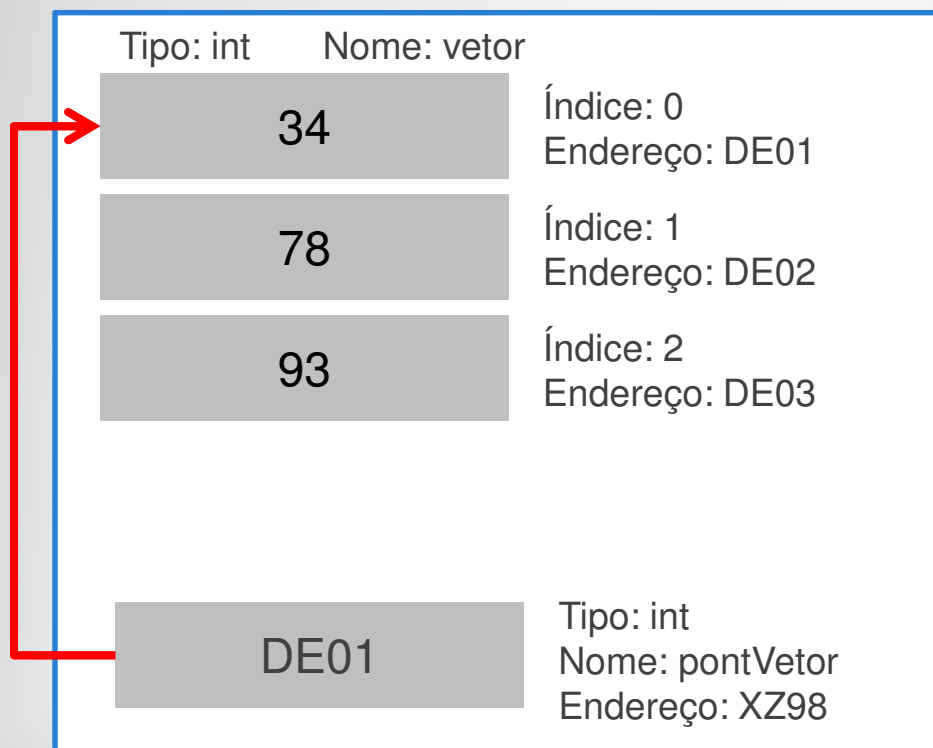 Tipo: int Nome: vetor
34
Índice: 0
Endereço: DE01
78
Índice: 1
Endereço: DE02
93
Índice: 2
Endereço: DE03
DE01
Tipo: int
Nome: pontVetor
Endereço: XZ98